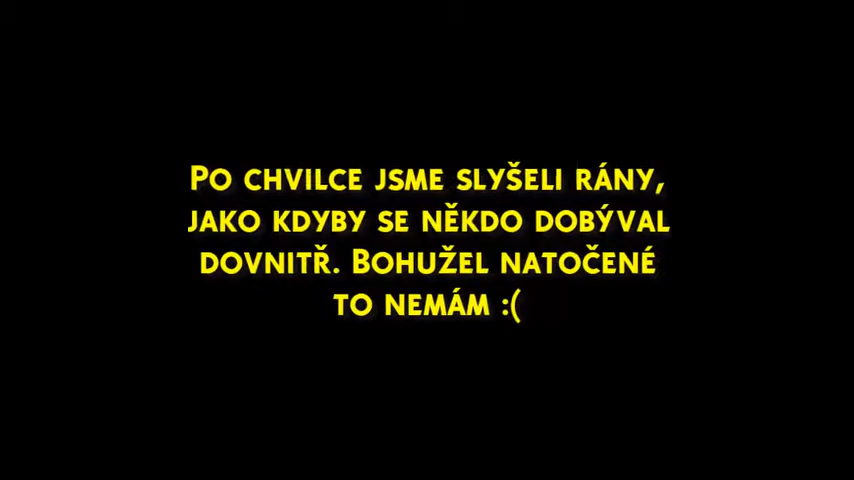 Po chvilce jsme slyšeli rány,
jako kdyby se někdo dobýval
dovnitř. Bohužel natočené
to nemám :(